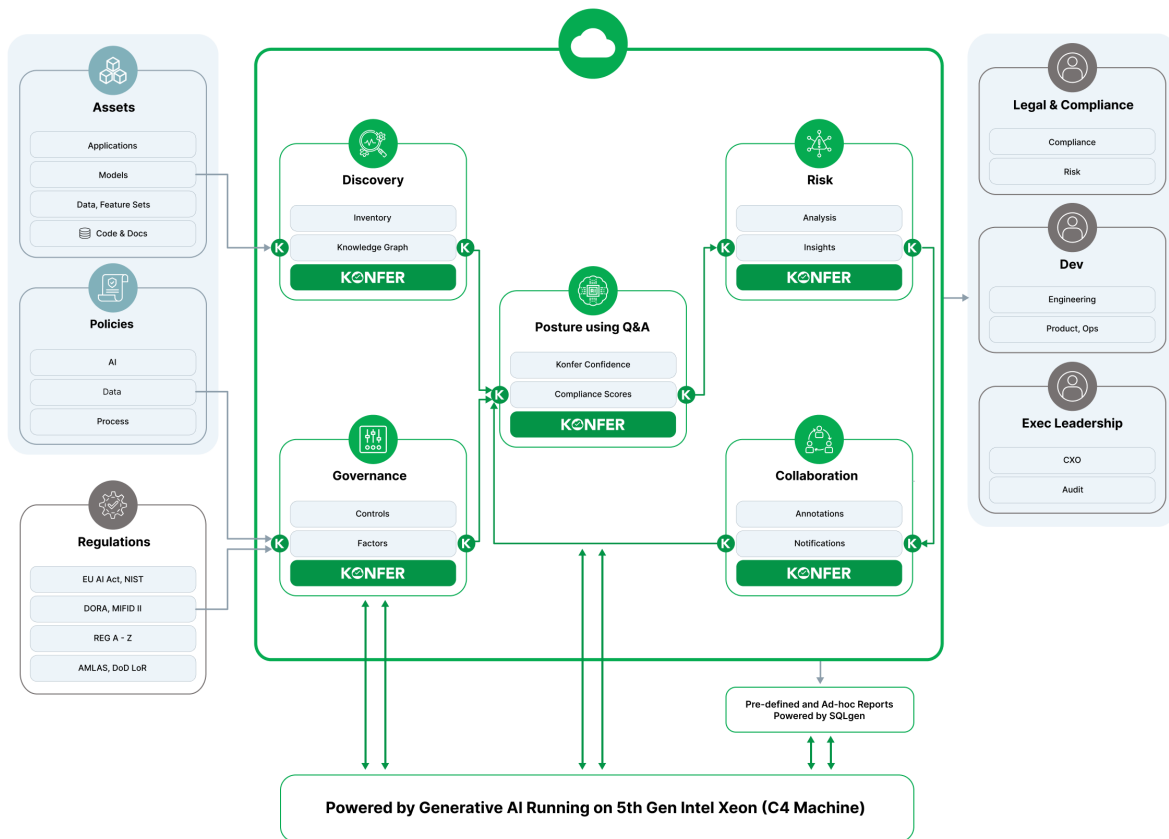 Assets
Applications
Models
Data, Feature Sets
Code & Docs
Policies
AI
Data
Process
Regulations
EU AI Act, NIST
DORA, MIFID II
REG A - Z
AMLAS, DoD LoR
Discovery
Inventory
Knowledge Graph
K
K
KONFER
Governance
Controls
Factors
K
K
KONFER
Posture using Q&A
Konfer Confidence
Compliance Scores
K
K
KONFER
Risk
Analysis
Insights
K
K
KONFER
Collaboration
Annotations
Notifications
K
K
KONFER
Legal & Compliance
Compliance
Risk
Dev
Engineering
Product, Ops
Exec Leadership
CXO
Audit
Pre-defined and Ad-hoc Reports
Powered by SQLgen
Powered by Generative AI Running on 5th Gen Intel Xeon (C4 Machine)